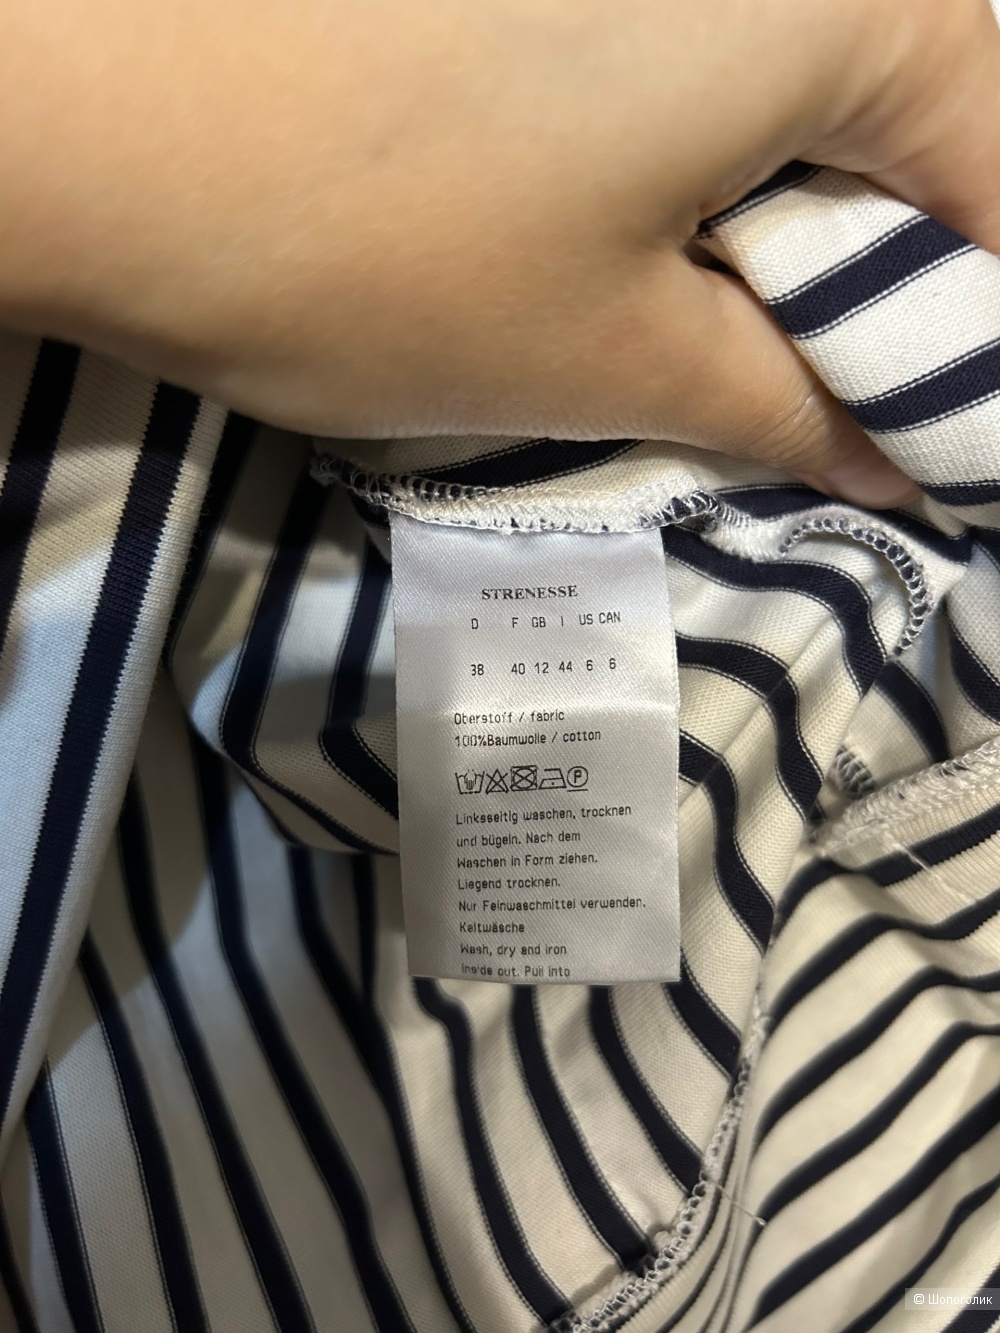 STRENESSE
D F GB I US CAN
38 40 12 44 6 6
Oberstoff / fabric
100%Baumwolle / cotton
P
Linksseitig waschen, trocknen
und bügeln. Nach dem
Waschen in Form ziehen.
Liegend trocknen.
Nur Feinwaschmittel verwenden.
Keltwäsche
Wash, dry and iron
inside out. Pull into
© Шопоголик